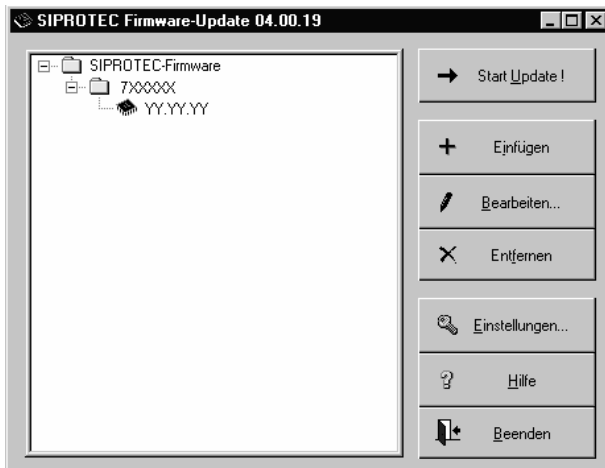 SIPROTEC Firmware-Update 04.00.19
SIPROTEC-Firmware
7XXXXX
YY.YY.YY
Start Update !
Einfügen
Bearbeiten...
Entfernen
Einstellungen...
Hilfe
Beenden